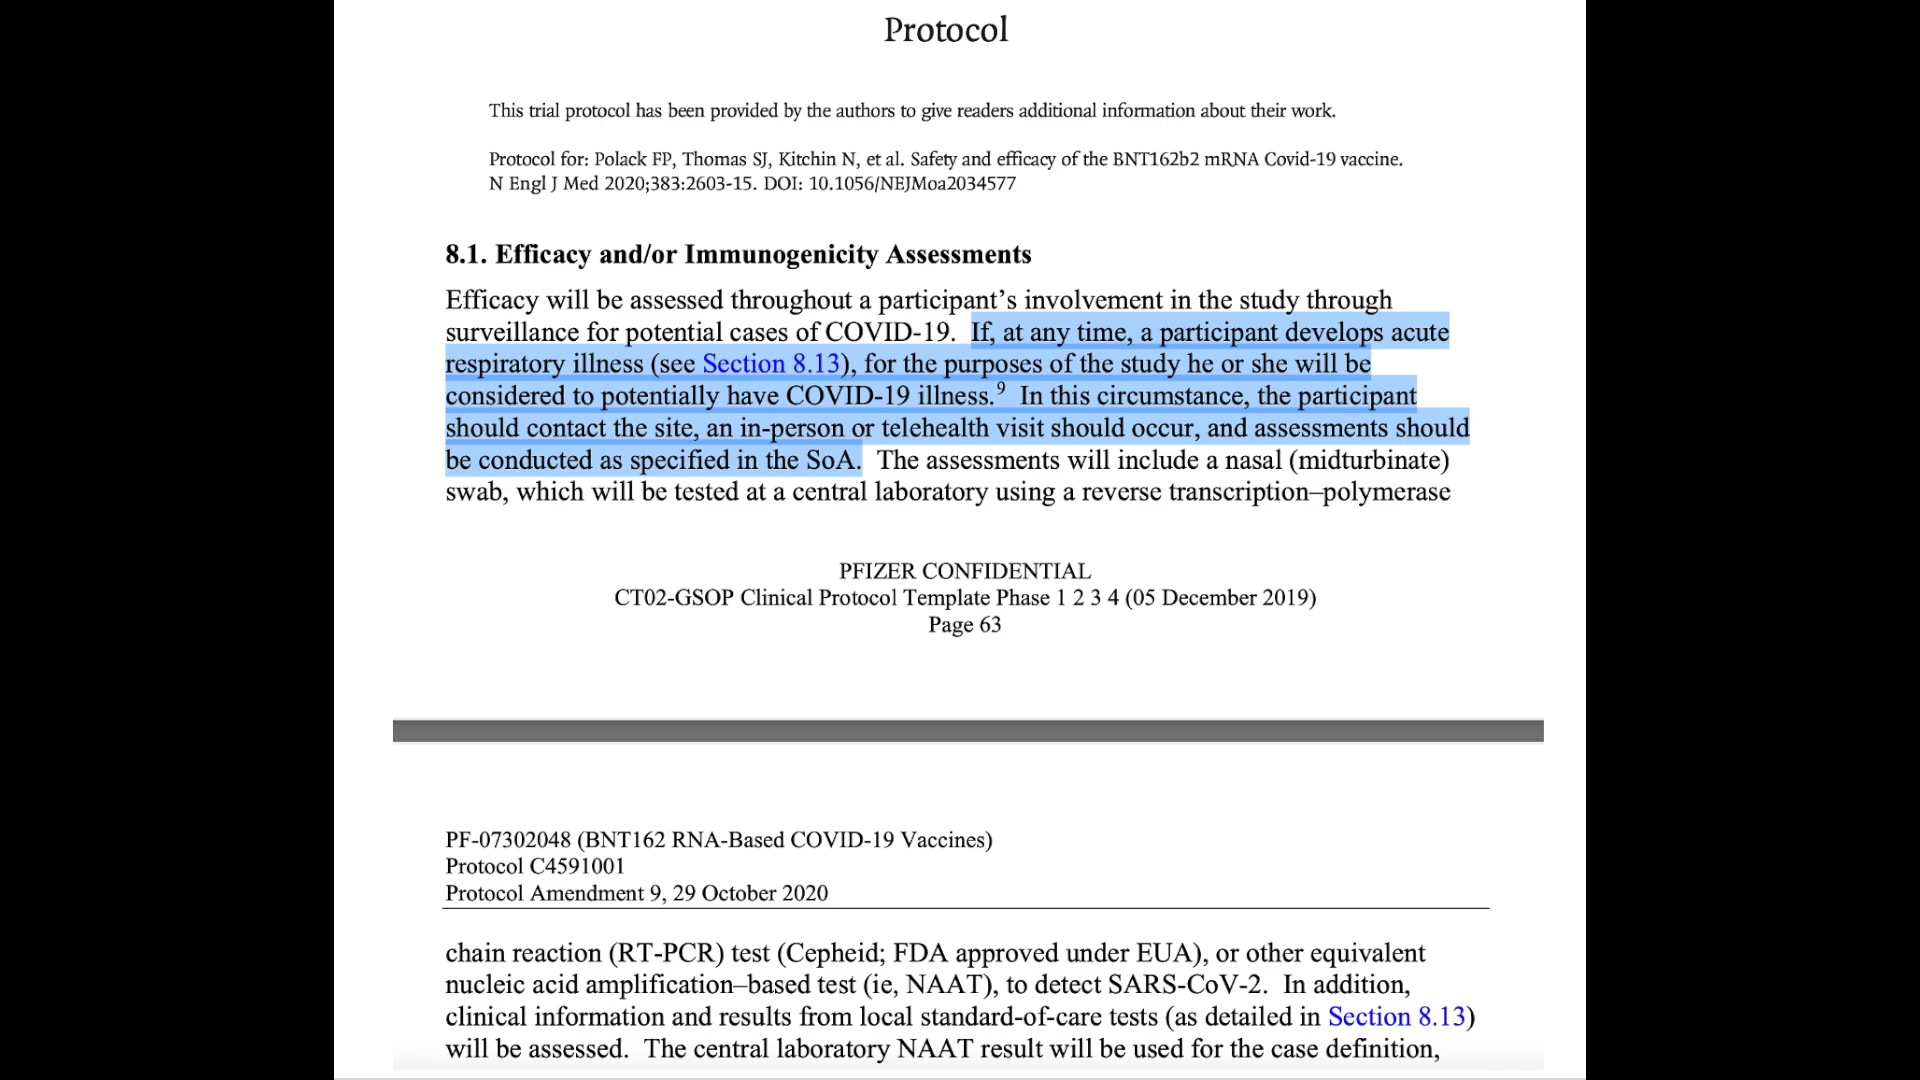 Protocol
This trial protocol has been provided by the authors to give readers additional information about their work.
Protocol for: Polack FP, Thomas SJ, Kitchin N, et al. Safety and efficacy of the BNT162b2 mRNA Covid-19 vaccine.
N Engl J Med 2020;383:2603-15. DOI: 10.1056/NEJMoa2034577
8.1. Efficacy and/or Immunogenicity Assessments
Efficacy will be assessed throughout a participant’s involvement in the study through
surveillance for potential cases of COVID-19. If, at any time, a participant develops acute
respiratory illness (see Section 8.13), for the purposes of the study he or she will be
considered to potentially have COVID-19 illness.⁹ In this circumstance, the participant
should contact the site, an in-person or telehealth visit should occur, and assessments should
be conducted as specified in the SoA. The assessments will include a nasal (midturbinate)
swab, which will be tested at a central laboratory using a reverse transcription–polymerase
PFIZER CONFIDENTIAL
CT02-GSOP Clinical Protocol Template Phase 1 2 3 4 (05 December 2019)
Page 63
PF-07302048 (BNT162 RNA-Based COVID-19 Vaccines)
Protocol C4591001
Protocol Amendment 9, 29 October 2020
chain reaction (RT-PCR) test (Cepheid; FDA approved under EUA), or other equivalent
nucleic acid amplification–based test (ie, NAAT), to detect SARS-CoV-2. In addition,
clinical information and results from local standard-of-care tests (as detailed in Section 8.13)
will be assessed. The central laboratory NAAT result will be used for the case definition,